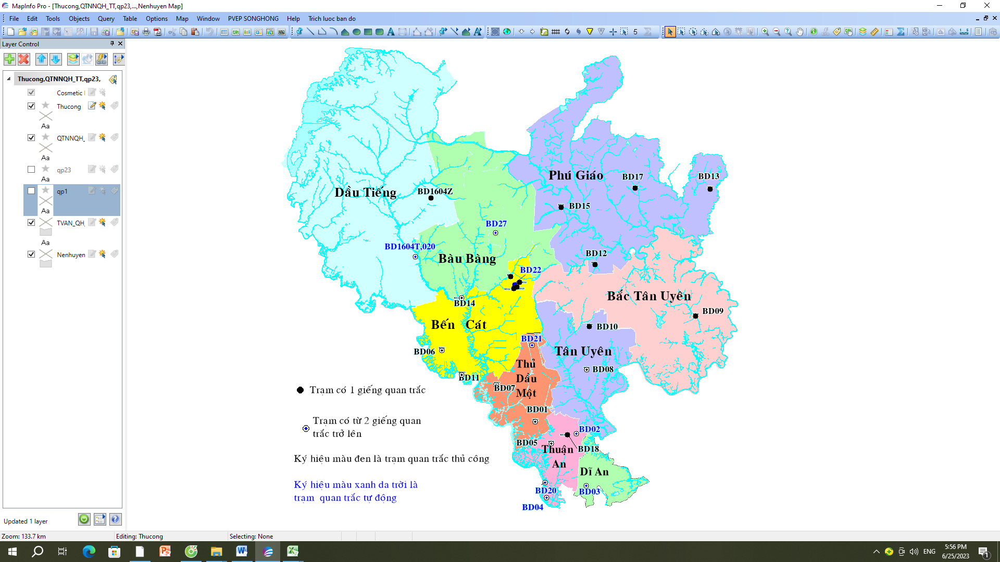 MapInfo Pro - [Thucong,QTNNQH_TT,qp23,...,Nenhuyen Map]
File Edit Tools Objects Query Table Options Map Window PVEP SONGHONG Help Trich luoc ban do
Layer Control
Thucong,QTNNQH_TT,qp23,
Cosmetic
Thucong
Aa
QTNNQH_
Aa
qp23
Aa
qp1
Aa
TVAN_QH_
Aa
Nenhuyen
Updated 1 layer
Phú Giáo
BD17
BD13
Dầu Tiếng
BD1604Z
BD15
BD27
BD1604T,020
Bàu Bàng
BD12
BD22
Bắc Tân Uyên
BD14
BD09
Bến Cát
BD10
BD21
BD06
Tân Uyên
Thủ
Dầu
Một
BD08
BD11
BD07
BD01
BD02
BD05
Thuận
An
BD18
Dĩ An
BD20
BD03
BD04
Trạm có 1 giếng quan trắc
Trạm có từ 2 giếng quan
trắc trở lên
Ký hiệu màu đen là trạm quan trắc thủ công
Ký hiệu màu xanh da trời là
trạm quan trắc tự động
Zoom: 133.7 km Editing: Thucong Selecting: None
ENG
5:56 PM
6/25/2023
1